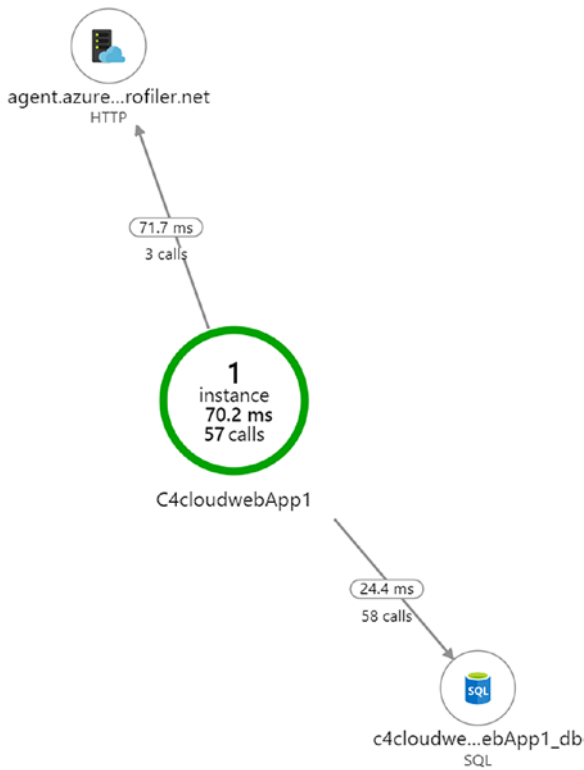 agent.azure...rofiler.net
HTTP
71.7 ms
3 calls
1
instance
70.2 ms
57 calls
C4cloudwebApp1
24.4 ms
58 calls
SQL
c4cloudwe...ebApp1_db
SQL